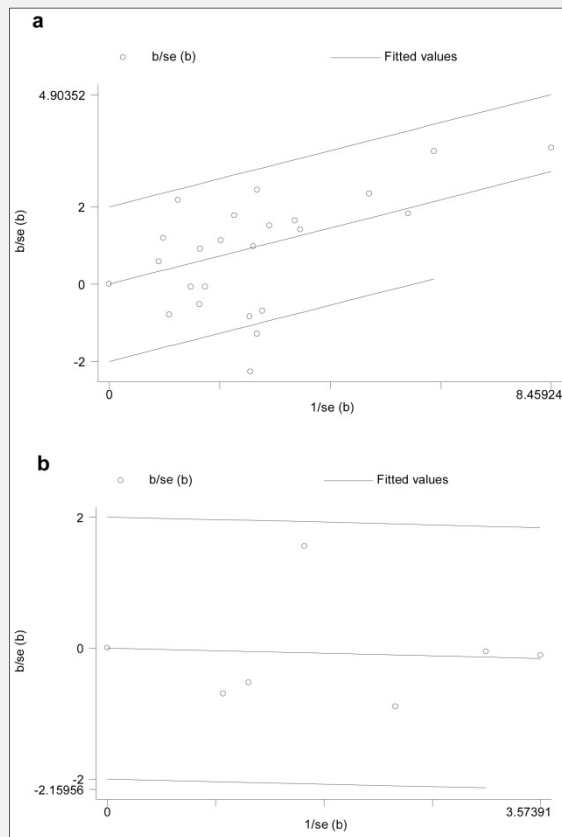 a
b/se (b) Fitted values
4.90352
2
0
-2
b/se (b)
0 8.45924
1/se (b)
b
b/se (b) Fitted values
2
0
-2
-2.15956
b/se (b)
0 3.57391
1/se (b)